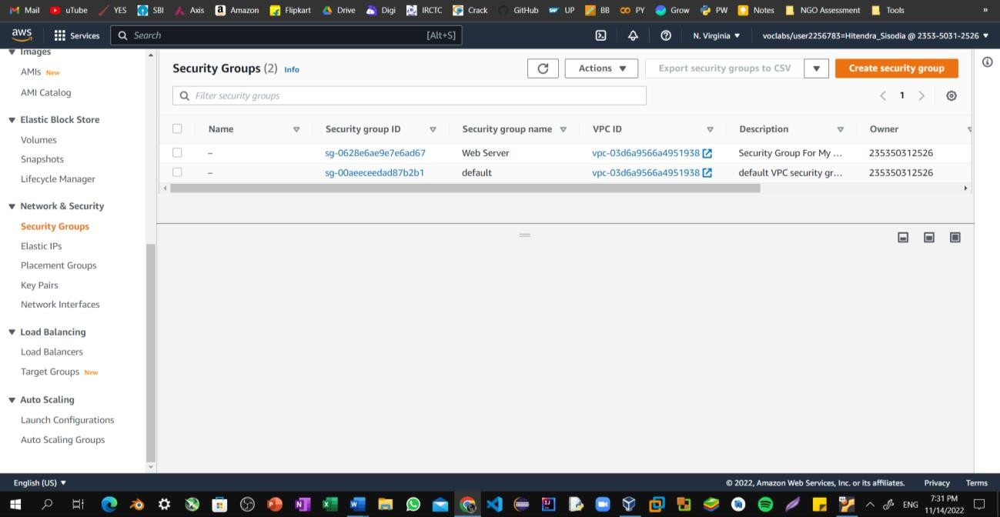 Mail uTube YES SBI Axis Amazon Flipkart Drive Digi IRCTC Crack GitHub UP BB PY Grow PW Notes NGO Assessment Tools »
aws Services Search [Alt+S] N. Virginia ▼ voclabs/user2256783=Hitendra_Sisodia @ 2353-5031-2526 ▼
Images
AMIs New
AMI Catalog
Elastic Block Store
Volumes
Snapshots
Lifecycle Manager
Network & Security
Security Groups
Elastic IPs
Placement Groups
Key Pairs
Network Interfaces
Load Balancing
Load Balancers
Target Groups New
Auto Scaling
Launch Configurations
Auto Scaling Groups
Security Groups (2) Info
Actions ▼ Export security groups to CSV Create security group
Filter security groups
1
Name Security group ID Security group name VPC ID Description Owner
– sg-0628e6ae9e7e6ad67 Web Server vpc-03d6a9566a4951938 Security Group For My ... 235350312526
– sg-00aeeceedad87b2b1 default vpc-03d6a9566a4951938 default VPC security gr... 235350312526
English (US) ▼ © 2022, Amazon Web Services, Inc. or its affiliates. Privacy Terms
ENG 7:31 PM
11/14/2022